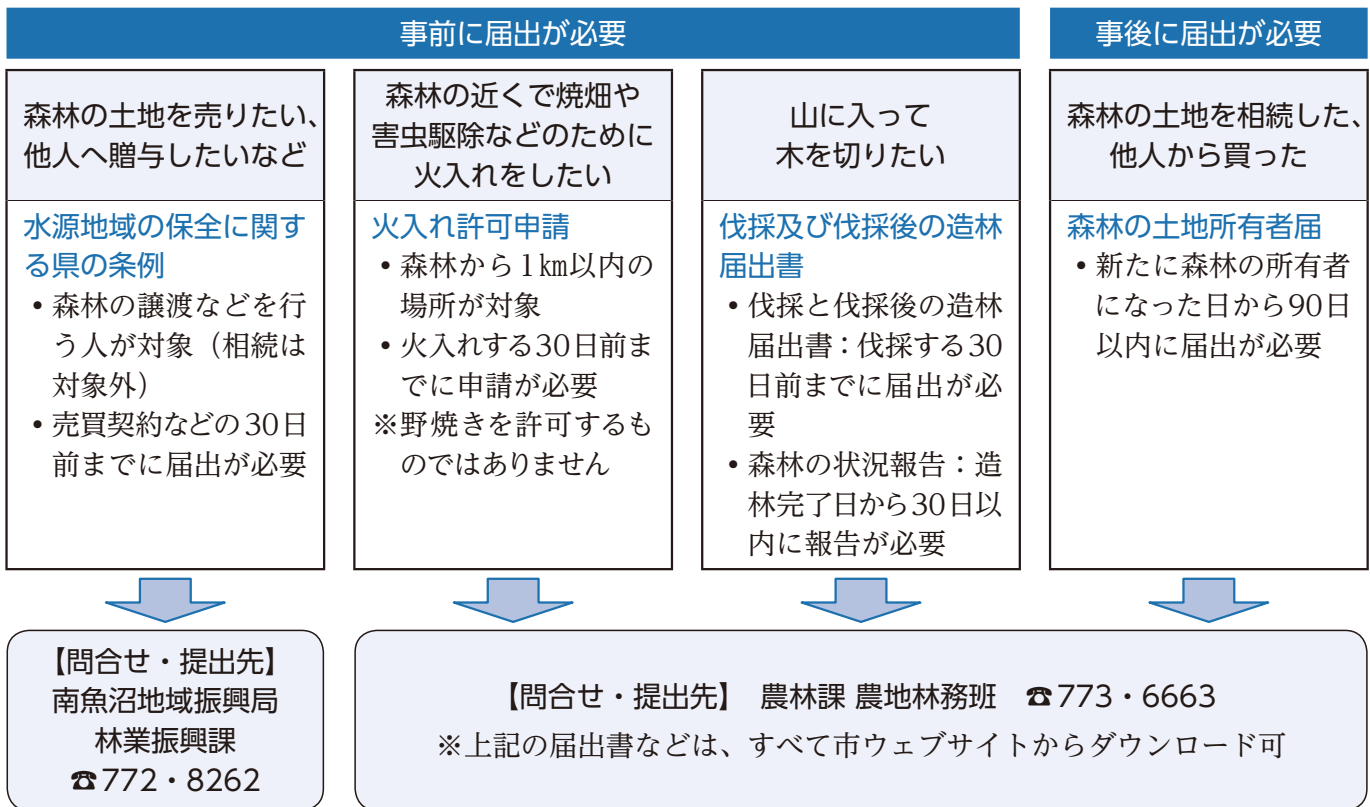 事前に届出が必要
事後に届出が必要
森林の土地を売りたい、
他人へ贈与したいなど
水源地域の保全に関す
る県の条例
• 森林の譲渡などを行
う人が対象（相続は
対象外）
• 売買契約などの30日
前までに届出が必要
森林の近くで焼畑や
害虫駆除などのために
火入れをしたい
火入れ許可申請
• 森林から1㎞以内の
場所が対象
• 火入れする30日前ま
でに申請が必要
※野焼きを許可するも
のではありません
山に入って
木を切りたい
伐採及び伐採後の造林
届出書
• 伐採と伐採後の造林
届出書：伐採する30
日前までに届出が必
要
• 森林の状況報告：造
林完了日から30日以
内に報告が必要
森林の土地を相続した、
他人から買った
森林の土地所有者届
• 新たに森林の所有者
になった日から90日
以内に届出が必要
【問合せ・提出先】
南魚沼地域振興局
林業振興課
☎772・8262
【問合せ・提出先】 農林課 農地林務班 ☎773・6663
※上記の届出書などは、すべて市ウェブサイトからダウンロード可